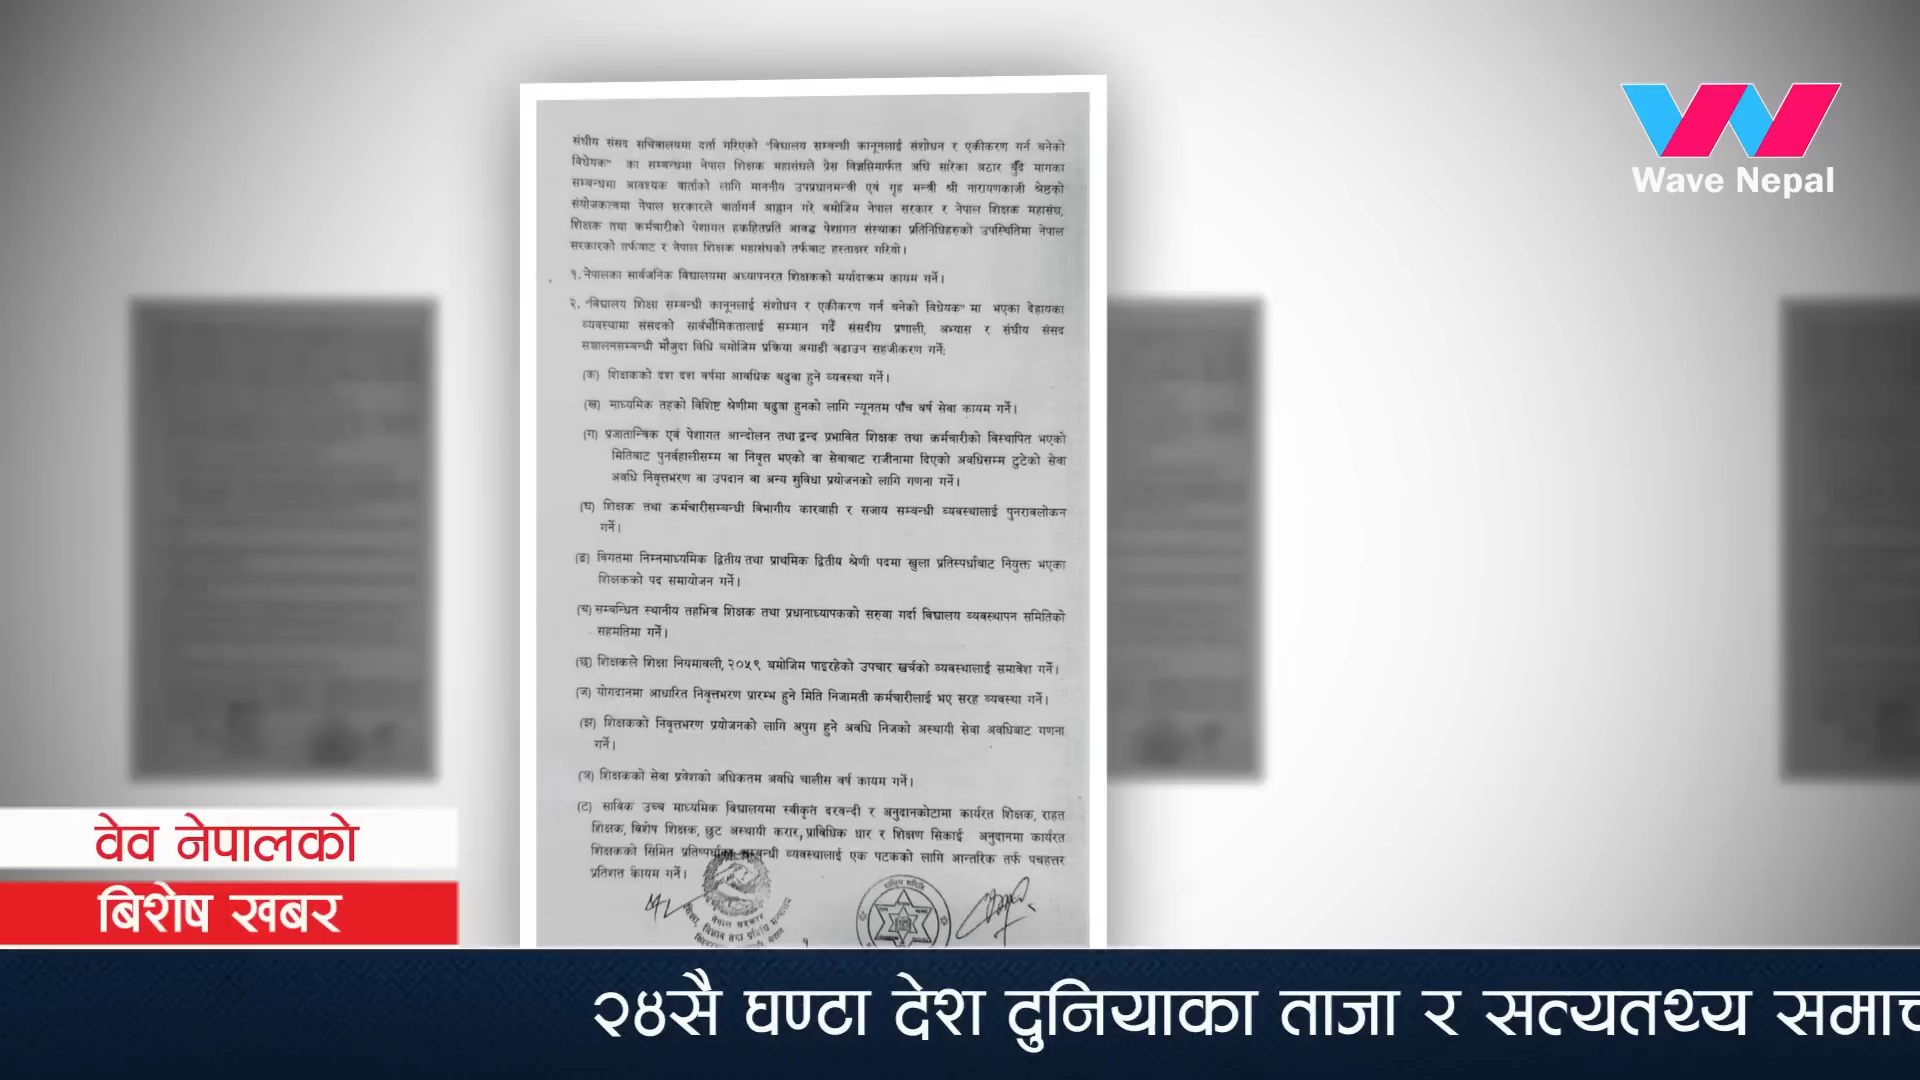 संघीय संसद सचिवालयमा दर्ता गरिएको "विद्यालय सम्बन्धी कानूनलाई संशोधन र एकीकरण गर्न बनेको
विधेयक" का सम्बन्धमा नेपाल शिक्षक महासंघले प्रेस विज्ञप्तिमार्फत अघि सारेका अठार बुँदे मागका
सम्बन्धमा आवश्यक वार्ताको लागि माननीय उपप्रधानमन्त्री एवं गृह मन्त्री श्री नारायणकाजी श्रेष्ठको
संयोजकत्वमा नेपाल सरकारले वार्तागर्न आह्वान गरे बमोजिम नेपाल सरकार र नेपाल शिक्षक महासंघ,
शिक्षक तथा कर्मचारीको पेशागत हकहितप्रति आवद्ध पेशागत संस्थाका प्रतिनिधिहरुको उपस्थितिमा नेपाल
सरकारको तर्फबाट र नेपाल शिक्षक महासंघको तर्फबाट हस्ताक्षर गरियो।
१. नेपालका सार्वजनिक विद्यालयमा अध्यापनरत शिक्षकको मर्यादाक्रम कायम गर्ने।
२. "विद्यालय शिक्षा सम्बन्धी कानूनलाई संशोधन र एकीकरण गर्न बनेको विधेयक" मा भएका देहायका
व्यवस्थामा संसदको सार्वभौमिकतालाई सम्मान गर्दै संसदीय प्रणाली, अभ्यास र संघीय संसद
सञ्चालनसम्बन्धी मौजुदा विधि बमोजिम प्रक्रिया अगाडी बढाउन सहजीकरण गर्ने:
(क) शिक्षकको दश दश वर्षमा आवधिक बढुवा हुने व्यवस्था गर्ने।
(ख) माध्यमिक तहको विशिष्ट श्रेणीमा बढुवा हुनको लागि न्यूनतम पाँच वर्ष सेवा कायम गर्ने।
(ग) प्रजातान्त्रिक एवं पेशागत आन्दोलन तथा द्वन्द प्रभावित शिक्षक तथा कर्मचारीको विस्थापित भएको
मितिबाट पुनर्वहालीसम्म वा निवृत्त भएको वा सेवाबाट राजीनामा दिएको अवधिसम्म टुटेको सेवा
अवधि निवृत्तभरण वा उपदान वा अन्य सुविधा प्रयोजनको लागि गणना गर्ने।
(घ) शिक्षक तथा कर्मचारीसम्बन्धी विभागीय कारबाही र सजाय सम्बन्धी व्यवस्थालाई पुनरावलोकन
गर्ने।
(ङ) विगतमा निम्नमाध्यमिक द्वितीय तथा प्राथमिक द्वितीय श्रेणी पदमा खुला प्रतिस्पर्धाबाट नियुक्त भएका
शिक्षकको पद समायोजन गर्ने।
(च) सम्बन्धित स्थानीय तहभित्र शिक्षक तथा प्रधानाध्यापकको सरुवा गर्दा विद्यालय व्यवस्थापन समितिको
सहमतिमा गर्ने।
(छ) शिक्षकले शिक्षा नियमावली, २०५९ बमोजिम पाइरहेको उपचार खर्चको व्यवस्थालाई समावेश गर्ने।
(ज) योगदानमा आधारित निवृत्तभरण प्रारम्भ हुने मिति निजामती कर्मचारीलाई भए सरह व्यवस्था गर्ने।
(झ) शिक्षकको निवृत्तभरण प्रयोजनको लागि अपुग हुने अवधि निजको अस्थायी सेवा अवधिबाट गणना
गर्ने।
(ञ) शिक्षकको सेवा प्रवेशको अधिकतम अवधि चालीस वर्ष कायम गर्ने।
(ट) साविक उच्च माध्यमिक विद्यालयमा स्वीकृत दरवन्दी र अनुदानकोटामा कार्यरत शिक्षक, राहत
शिक्षक, विशेष शिक्षक, छुट अस्थायी करार, प्राविधिक धार र शिक्षण सिकाई अनुदानमा कार्यरत
शिक्षकको सिमित प्रतिष्पर्धाका सम्बन्धी व्यवस्थालाई एक पटकको लागि आन्तरिक तर्फ पचहत्तर
प्रतिशत कायम गर्ने।
नेपाल सरकार
१
Wave Nepal
वेव नेपालको
बिशेष खबर
२४सै घण्टा देश दुनियाका ताजा र सत्यतथ्य समाच